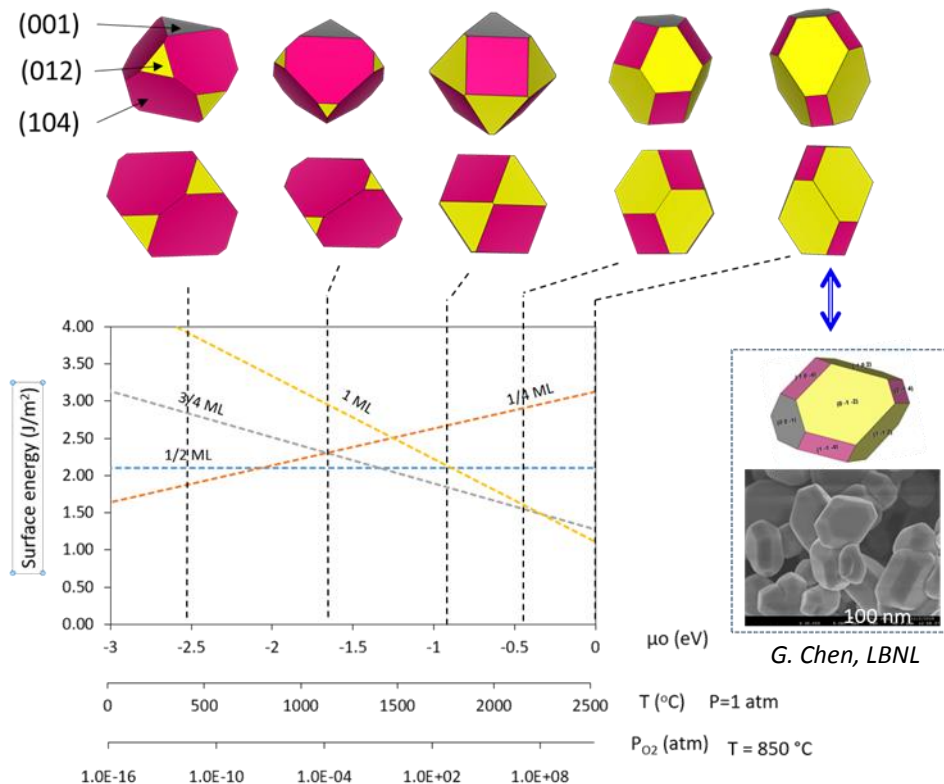 (001)
(012)
(104)
4.00
3.50
3.00
2.50
2.00
1.50
1.00
0.50
0.00
Surface energy (J/m²)
3/4 ML
1 ML
1/4 ML
1/2 ML
-3 -2.5 -2 -1.5 -1 -0.5 0
µo (eV)
0 500 1000 1500 2000 2500
T (°C) P=1 atm
P_O2 (atm) T = 850 °C
1.0E-16 1.0E-10 1.0E-04 1.0E+02 1.0E+08
(0 -1 -2)
100 nm
G. Chen, LBNL